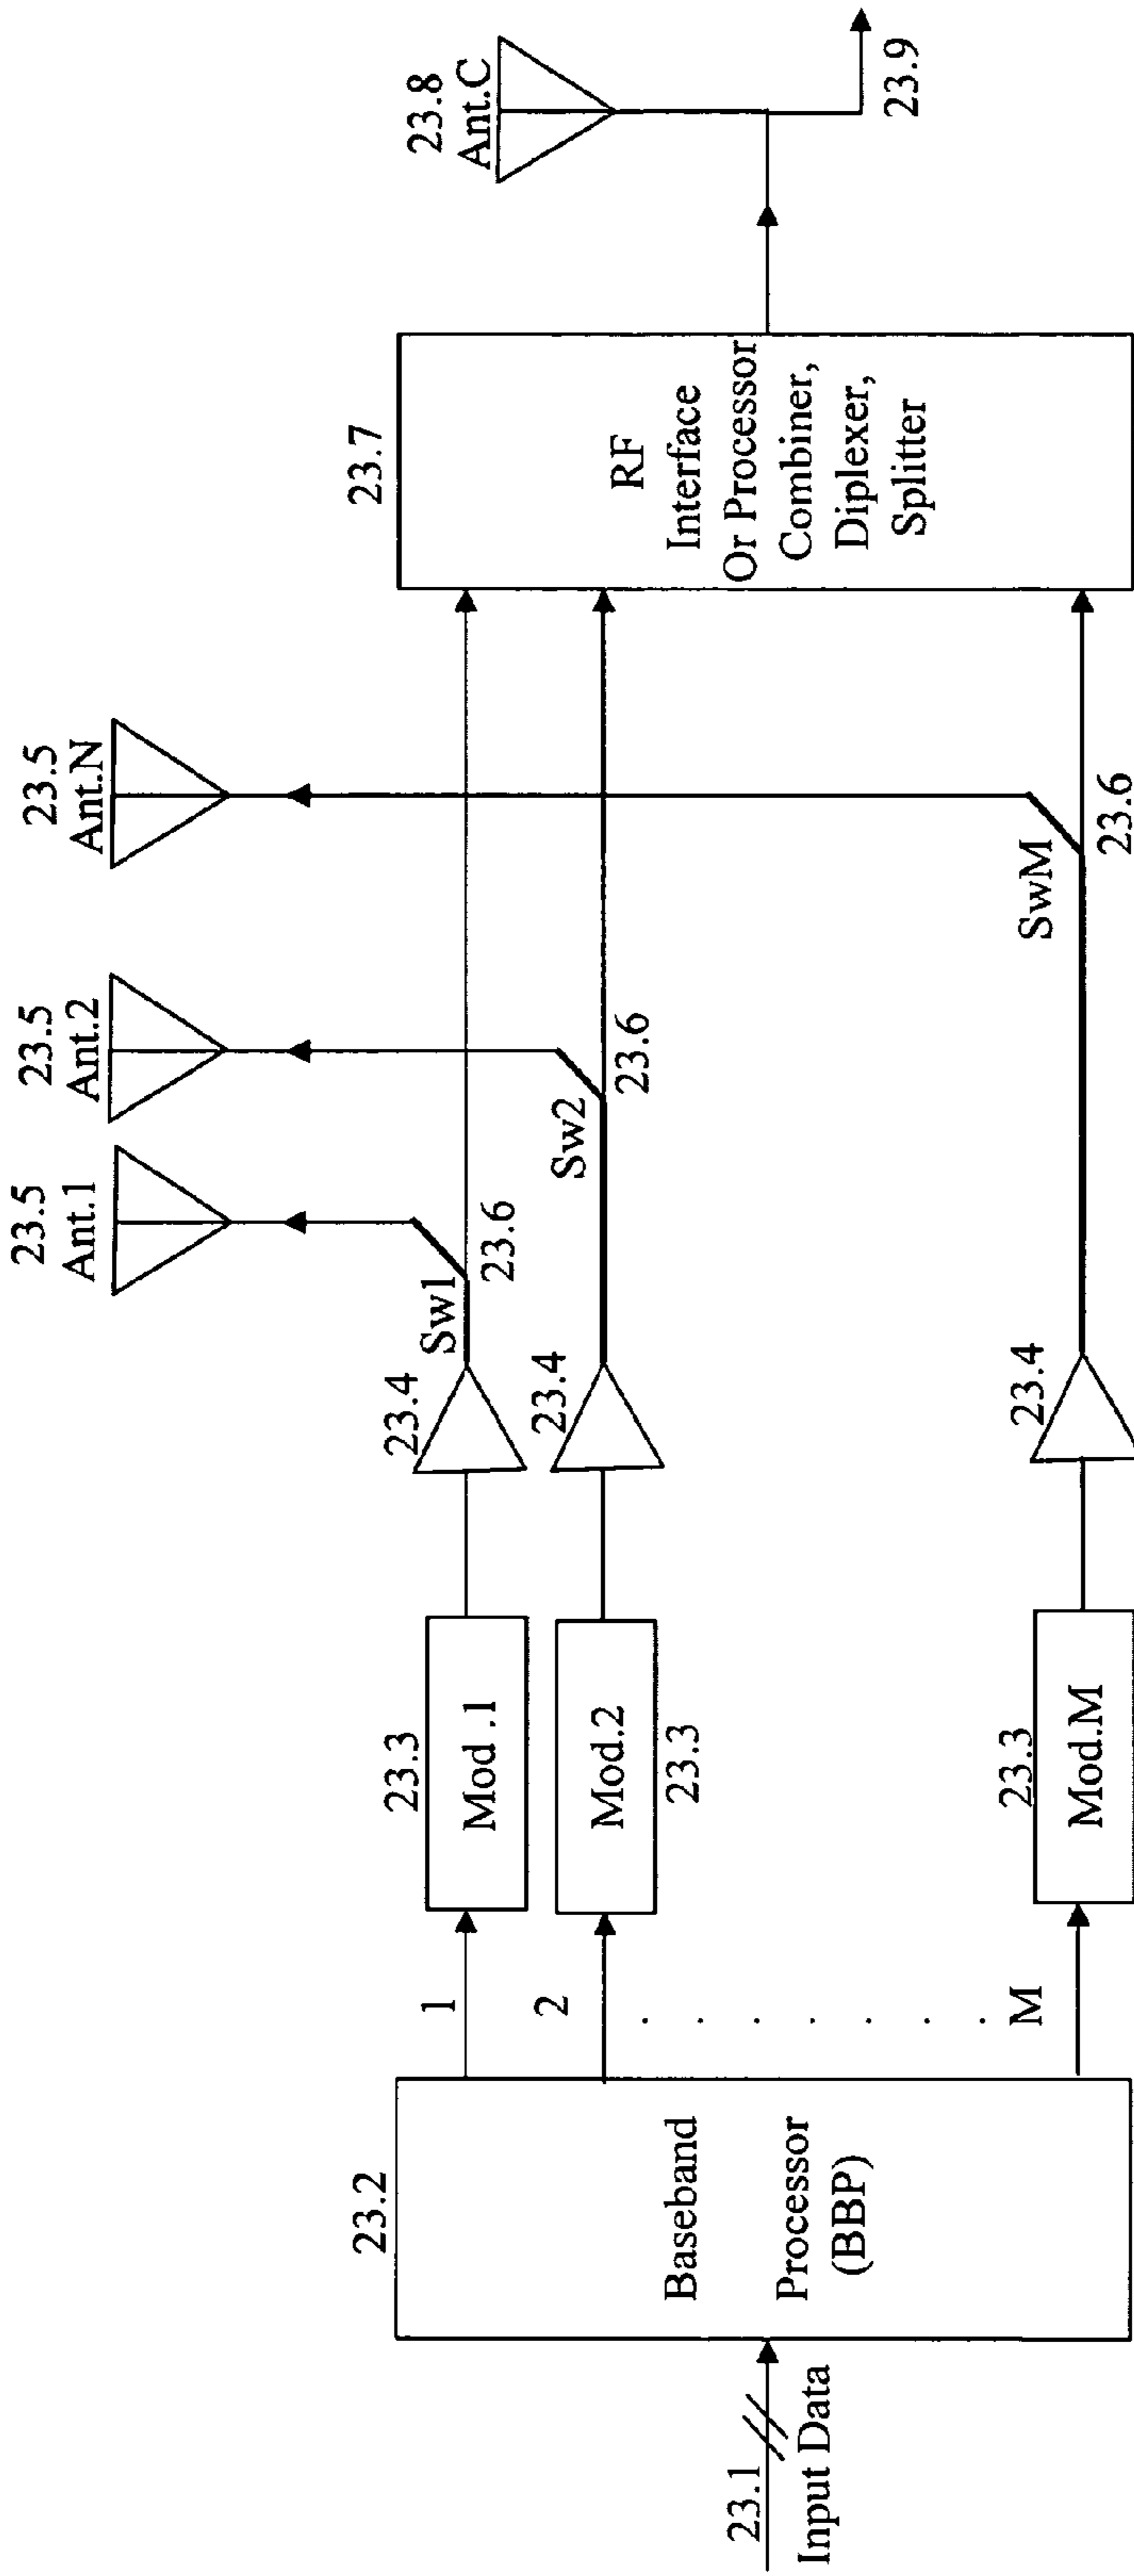 23.1
Input Data
23.2
Baseband
Processor
(BBP)
1
2
. . . . . . .
M
23.3
Mod .1
Mod.2
23.3
23.3
Mod.M
23.4
23.4
23.4
Sw1
23.6
Sw2
23.6
SwM
23.6
23.5
Ant.1
23.5
Ant.2
23.5
Ant.N
23.7
RF
Interface
Or Processor
Combiner,
Diplexer,
Splitter
23.8
Ant.C
23.9